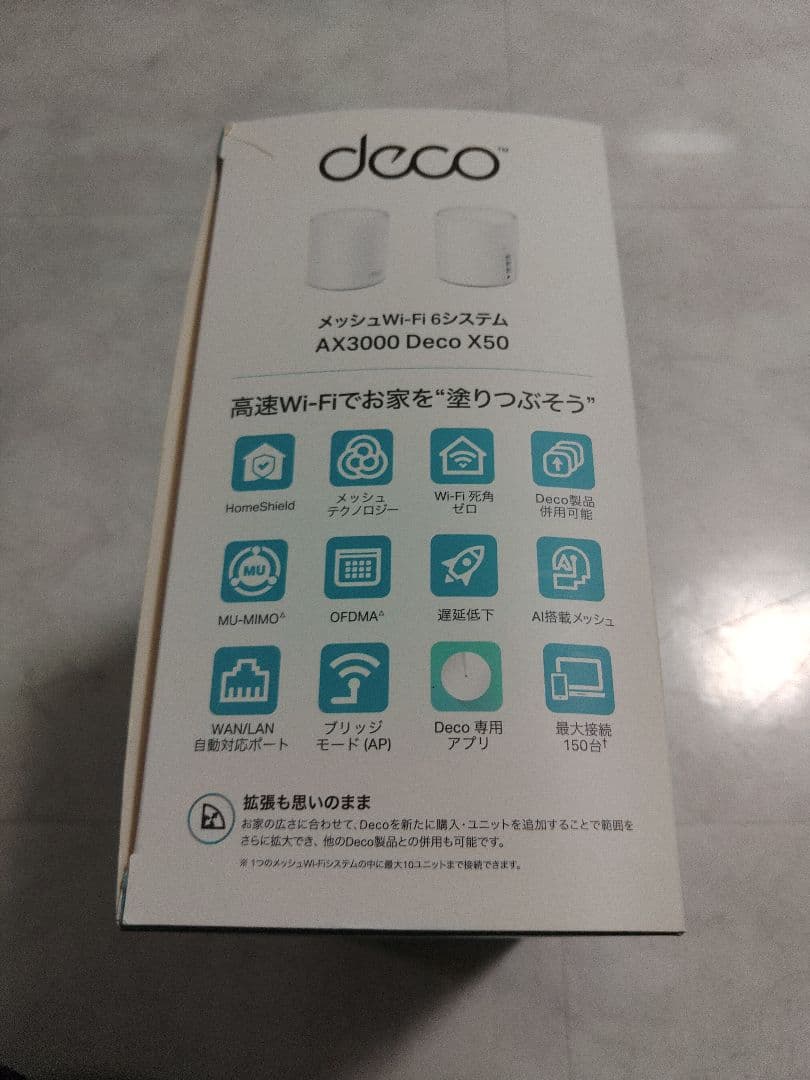 deco™
メッシュWi-Fi 6システム
AX3000 Deco X50
高速Wi-Fiでお家を“塗りつぶそう”
HomeShield
メッシュ
テクノロジー
Wi-Fi 死角
ゼロ
Deco製品
併用可能
MU
MU-MIMO△
OFDMA△
遅延低下
AI
AI搭載メッシュ
WAN/LAN
自動対応ポート
ブリッジ
モード (AP)
Deco 専用
アプリ
最大接続
150台†
拡張も思いのまま
お家の広さに合わせて、Decoを新たに購入・ユニットを追加することで範囲を
さらに拡大でき、他のDeco製品との併用も可能です。
※ 1つのメッシュWi-Fiシステムの中に最大10ユニットまで接続できます。